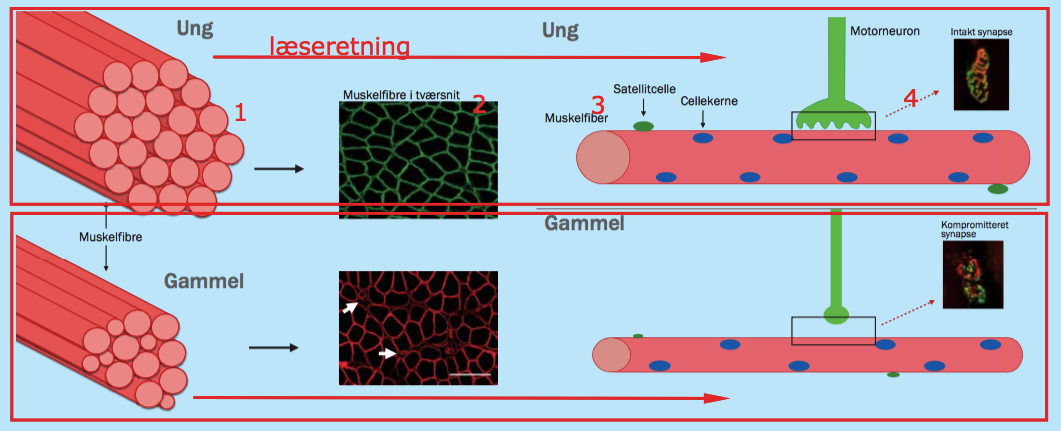 Ung
læseretning
Ung
Motorneuron
Intakt synapse
1
Muskelfibre i tværsnit
2
3
Satellitcelle
Cellekerne
4
Muskelfiber
Muskelfibre
Gammel
Gammel
Kompromitteret
synapse